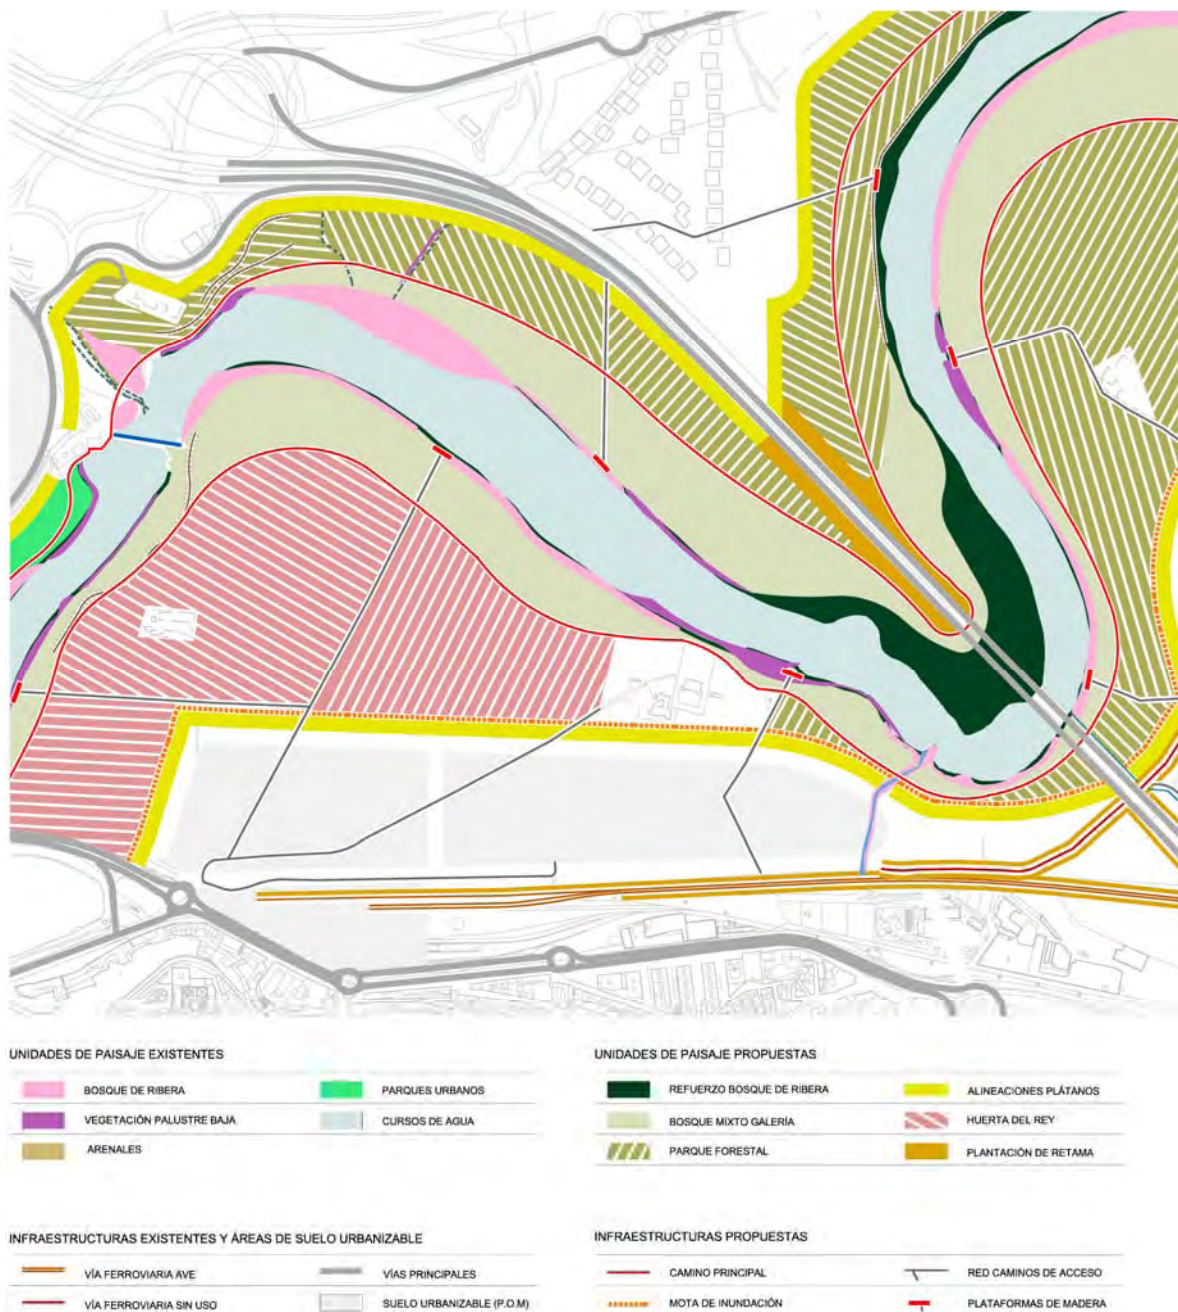 UNIDADES DE PAISAJE EXISTENTES
BOSQUE DE RIBERA
PARQUES URBANOS
VEGETACIÓN PALUSTRE BAJA
CURSOS DE AGUA
ARENALES
UNIDADES DE PAISAJE PROPUESTAS
REFUERZO BOSQUE DE RIBERA
ALINEACIONES PLÁTANOS
BOSQUE MIXTO GALERÍA
HUERTA DEL REY
PARQUE FORESTAL
PLANTACIÓN DE RETAMA
INFRAESTRUCTURAS EXISTENTES Y ÁREAS DE SUELO URBANIZABLE
VÍA FERROVIARIA AVE
VÍAS PRINCIPALES
VÍA FERROVIARIA SIN USO
SUELO URBANIZABLE (P.O.M)
INFRAESTRUCTURAS PROPUESTAS
CAMINO PRINCIPAL
RED CAMINOS DE ACCESO
MOTA DE INUNDACIÓN
PLATAFORMAS DE MADERA